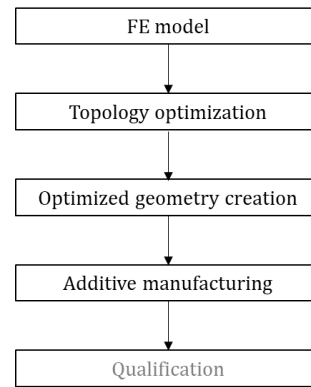 FE model
Topology optimization
Optimized geometry creation
Additive manufacturing
Qualification